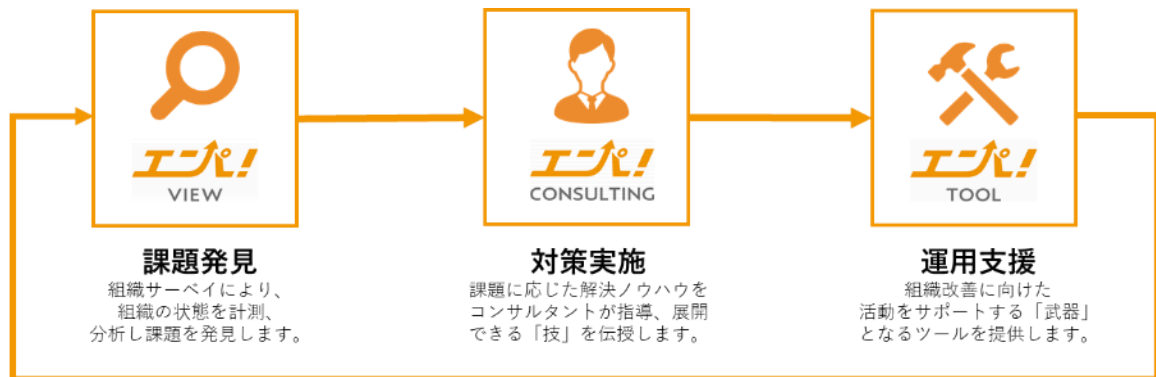 エンパ!
VIEW
課題発見
組織サーベイにより、
組織の状態を計測、
分析し課題を発見します。
エンパ!
CONSULTING
対策実施
課題に応じた解決ノウハウを
コンサルタントが指導、展開
できる「技」を伝授します。
エンパ!
TOOL
運用支援
組織改善に向けた
活動をサポートする「武器」
となるツールを提供します。